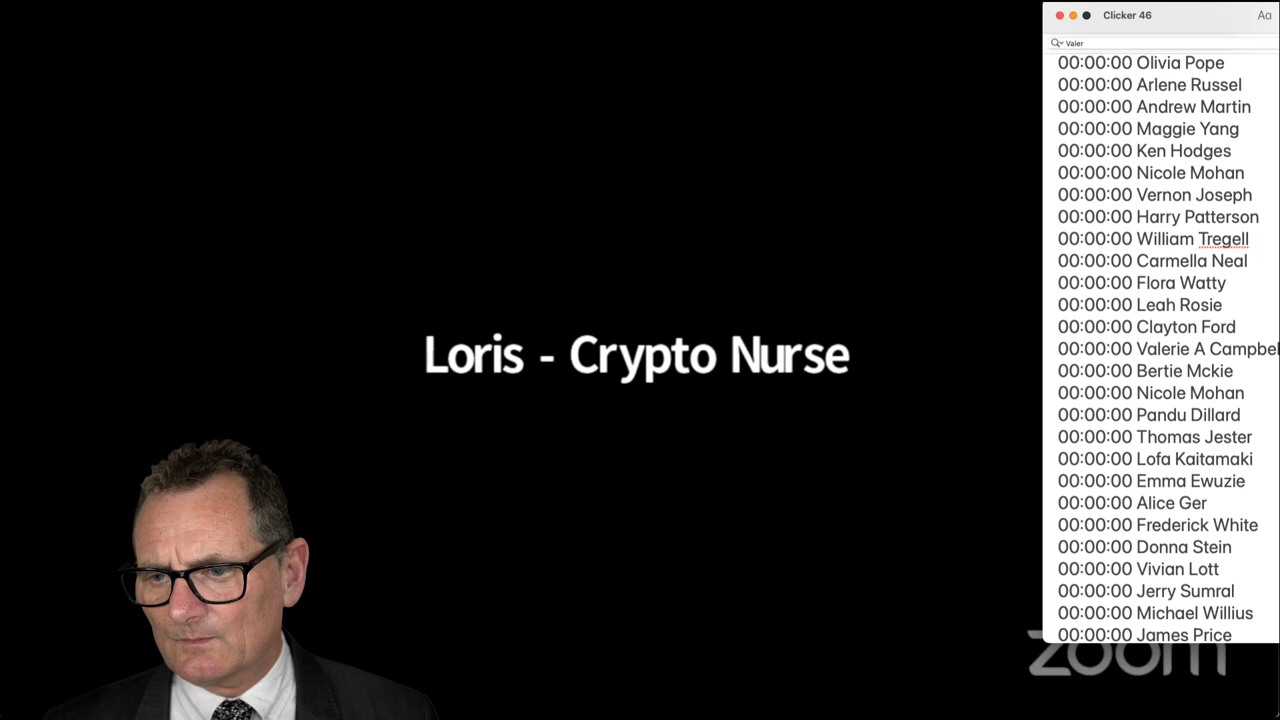 Clicker 46
Aa
Valer
00:00:00 Olivia Pope
00:00:00 Arlene Russel
00:00:00 Andrew Martin
00:00:00 Maggie Yang
00:00:00 Ken Hodges
00:00:00 Nicole Mohan
00:00:00 Vernon Joseph
00:00:00 Harry Patterson
00:00:00 William Tregell
00:00:00 Carmella Neal
00:00:00 Flora Watty
00:00:00 Leah Rosie
00:00:00 Clayton Ford
00:00:00 Valerie A Campbel
00:00:00 Bertie Mckie
00:00:00 Nicole Mohan
00:00:00 Pandu Dillard
00:00:00 Thomas Jester
00:00:00 Lofa Kaitamaki
00:00:00 Emma Ewuzie
00:00:00 Alice Ger
00:00:00 Frederick White
00:00:00 Donna Stein
00:00:00 Vivian Lott
00:00:00 Jerry Sumral
00:00:00 Michael Willius
00:00:00 James Price
Loris - Crypto Nurse
zoom